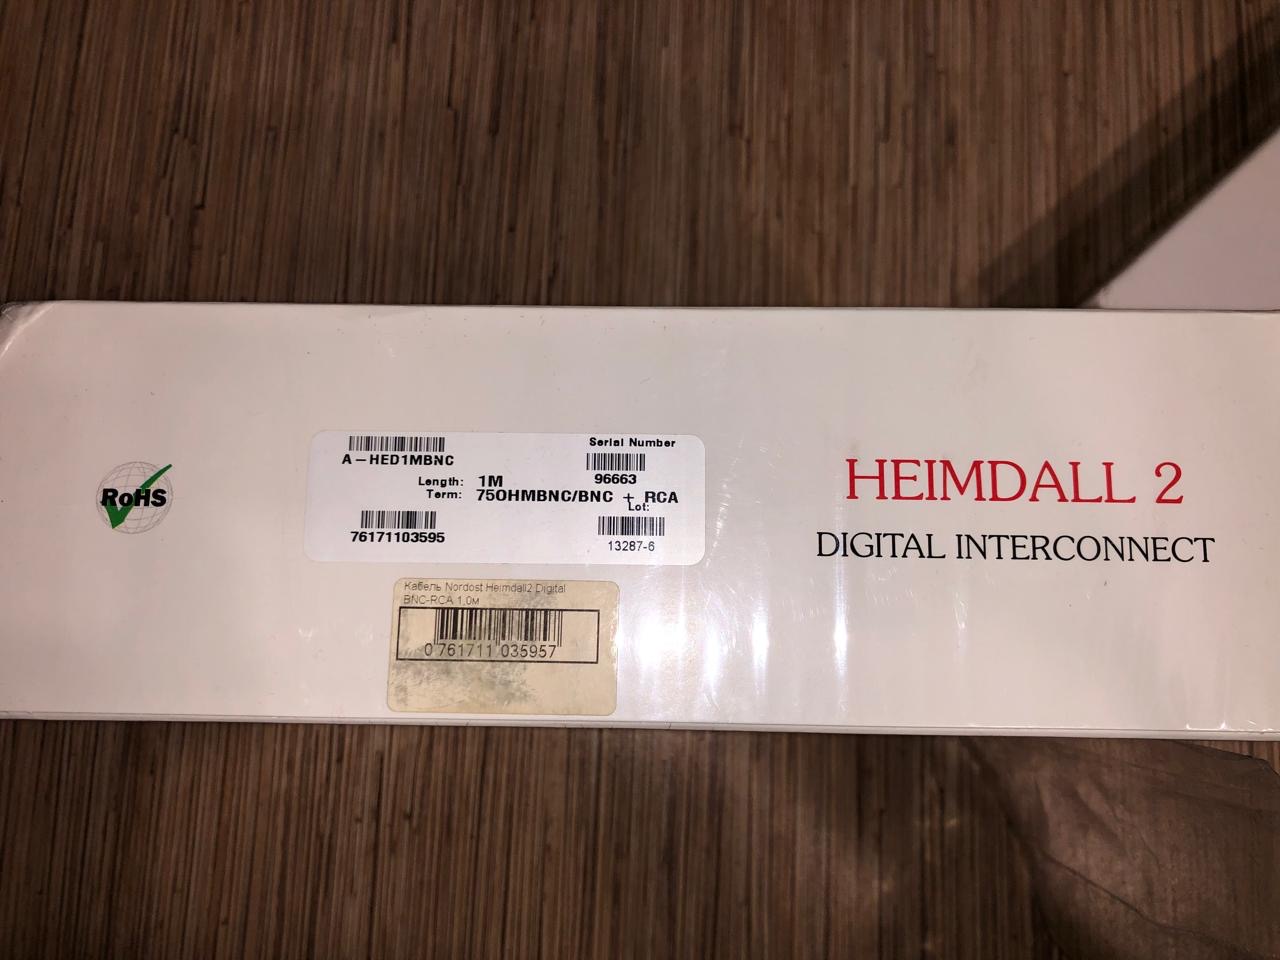 RoHS
A-HED1MBNC
Serial Number
96663
Length: 1M
Term: 75OHMBNC/BNC + RCA
Lot:
76171103595
13287-6
Кабель Nordost Heimdall2 Digital
BNC-RCA 1,0м
0 761711 035957
HEIMDALL 2
DIGITAL INTERCONNECT